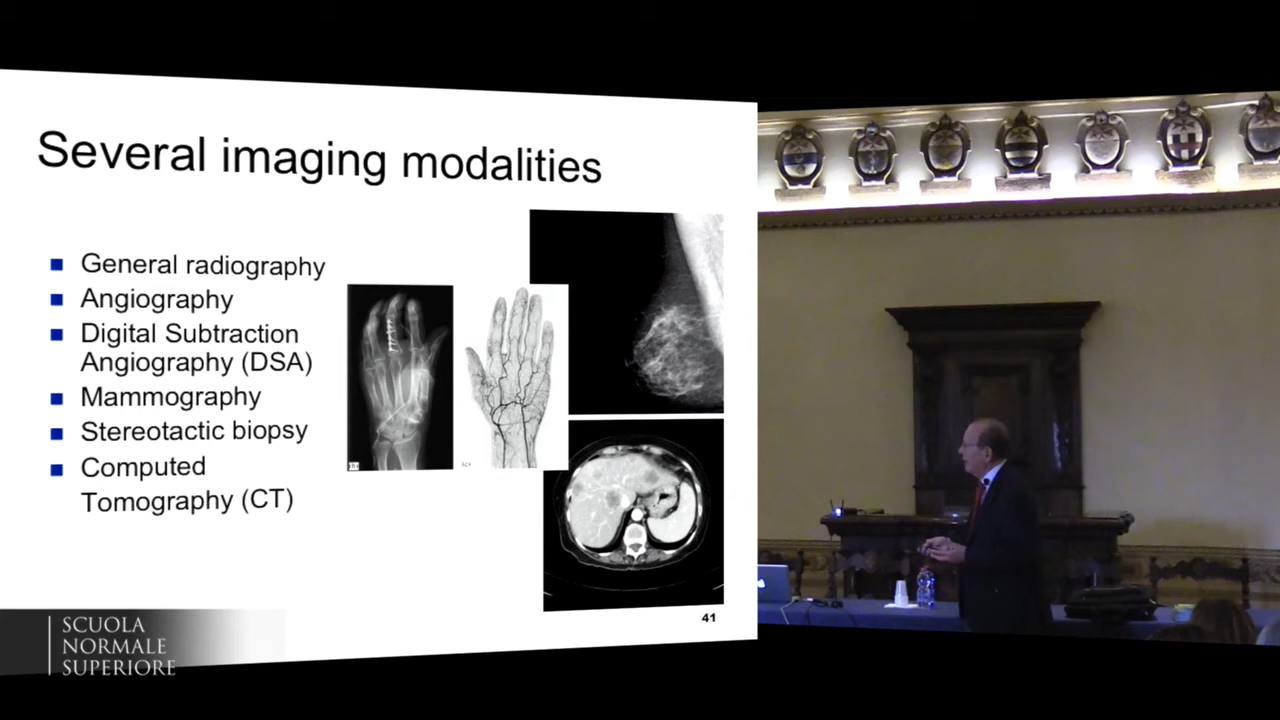 Several imaging modalities
General radiography
Angiography
Digital Subtraction
Angiography (DSA)
Mammography
Stereotactic biopsy
Computed
Tomography (CT)
41
SCUOLA
NORMALE
SUPERIORE